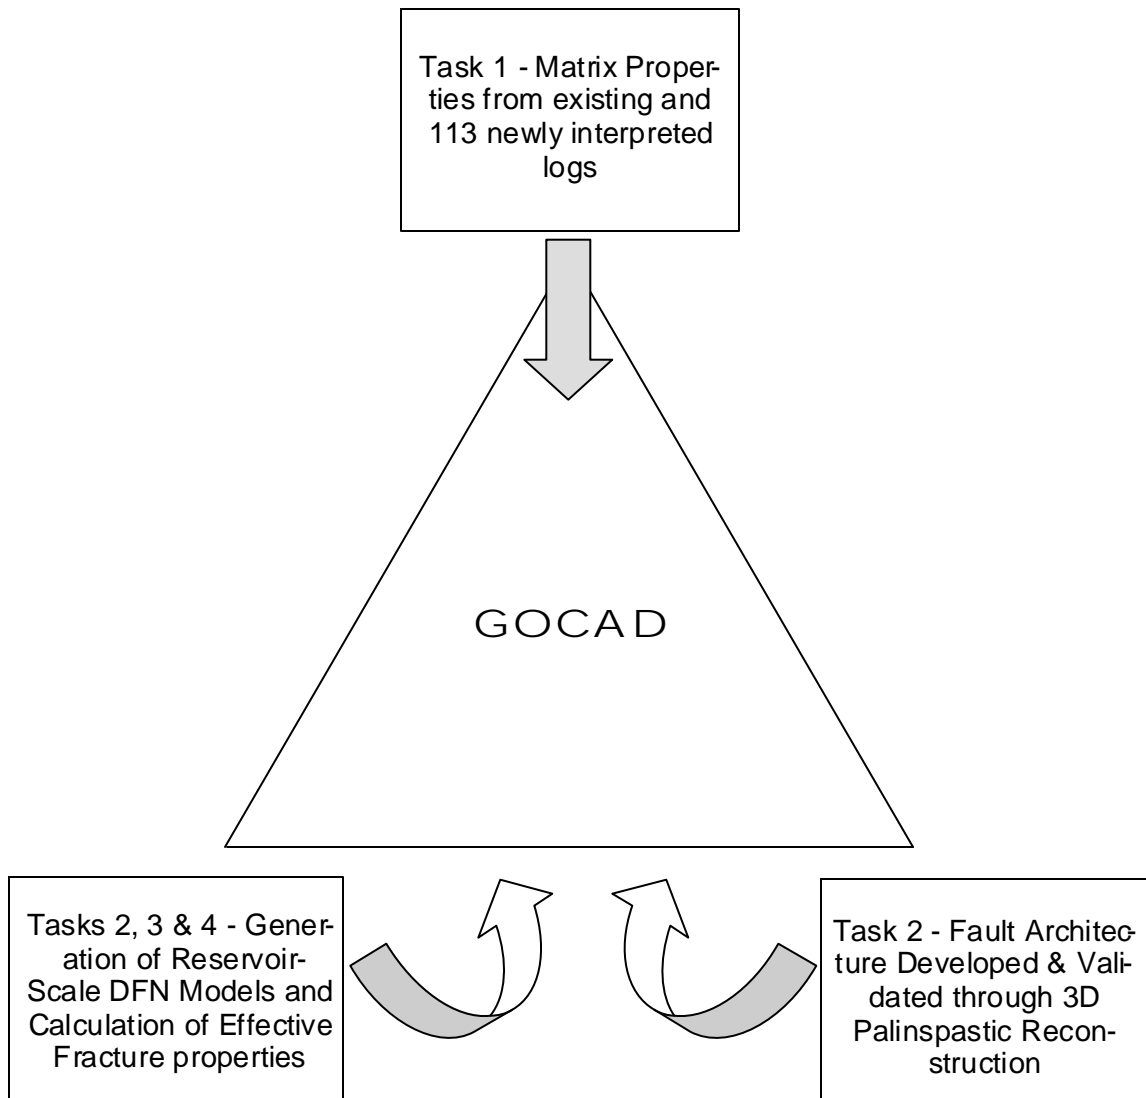 Task 1 - Matrix Proper-
ties from existing and
113 newly interpreted
logs
GOCAD
Tasks 2, 3 & 4 - Gener-
ation of Reservoir-
Scale DFN Models and
Calculation of Effective
Fracture properties
Task 2 - Fault Architec-
ture Developed & Vali-
dated through 3D
Palinspastic Recon-
struction